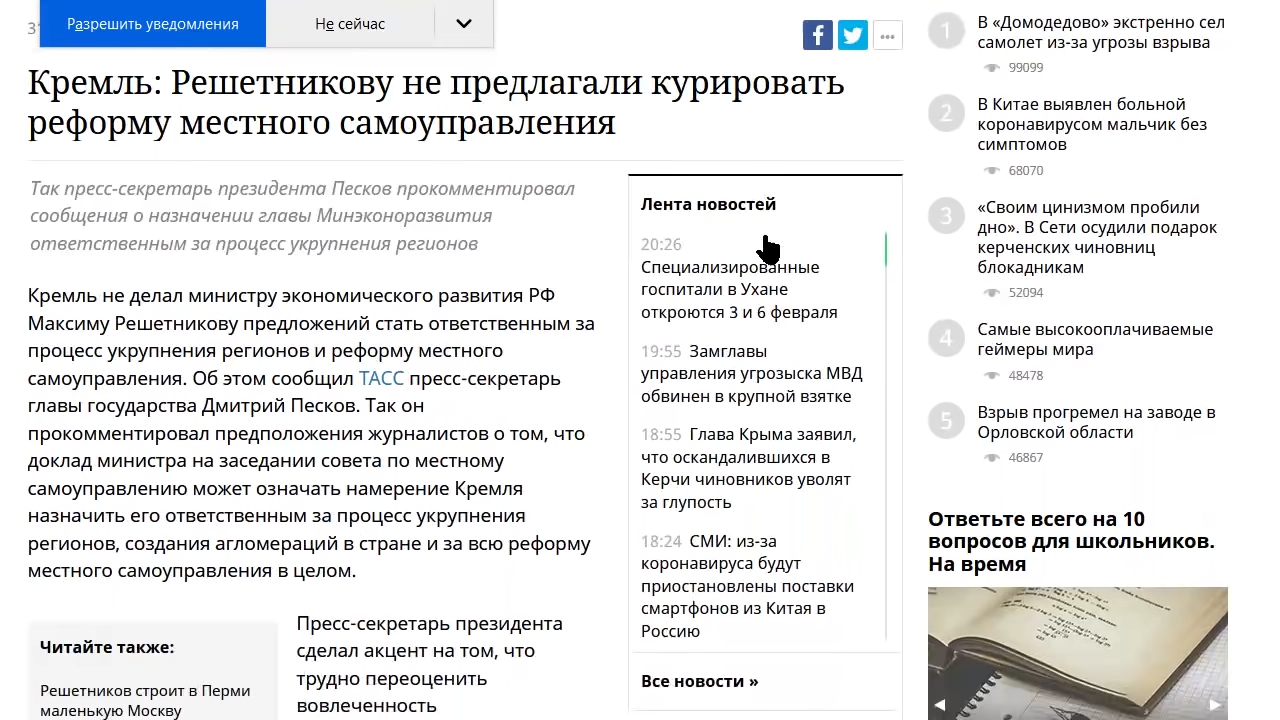 Разрешить уведомления
Не сейчас
Кремль: Решетникову не предлагали курировать
реформу местного самоуправления
Так пресс-секретарь президента Песков прокомментировал
сообщения о назначении главы Минэконоразвития
ответственным за процесс укрупнения регионов
Кремль не делал министру экономического развития РФ
Максиму Решетникову предложений стать ответственным за
процесс укрупнения регионов и реформу местного
самоуправления. Об этом сообщил ТАСС пресс-секретарь
главы государства Дмитрий Песков. Так он
прокомментировал предположения журналистов о том, что
доклад министра на заседании совета по местному
самоуправлению может означать намерение Кремля
назначить его ответственным за процесс укрупнения
регионов, создания агломераций в стране и за всю реформу
местного самоуправления в целом.
Читайте также:
Решетников строит в Перми
маленькую Москву
Пресс-секретарь президента
сделал акцент на том, что
трудно переоценить
вовлеченность
Лента новостей
20:26
Специализированные
госпитали в Ухане
откроются 3 и 6 февраля
19:55 Замглавы
управления угрозыска МВД
обвинен в крупной взятке
18:55 Глава Крыма заявил,
что оскандалившихся в
Керчи чиновников уволят
за глупость
18:24 СМИ: из-за
коронавируса будут
приостановлены поставки
смартфонов из Китая в
Россию
Все новости »
1
В «Домодедово» экстренно сел
самолет из-за угрозы взрыва
99099
2
В Китае выявлен больной
коронавирусом мальчик без
симптомов
68070
3
«Своим цинизмом пробили
дно». В Сети осудили подарок
керченских чиновниц
блокадникам
52094
4
Самые высокооплачиваемые
геймеры мира
48478
5
Взрыв прогремел на заводе в
Орловской области
46867
Ответьте всего на 10
вопросов для школьников.
На время